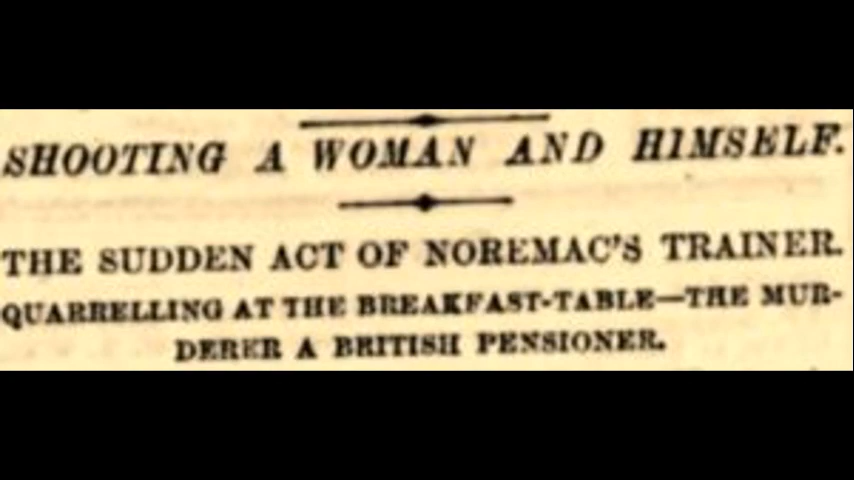 SHOOTING A WOMAN AND HIMSELF.
THE SUDDEN ACT OF NOREMAC'S TRAINER.
QUARRELLING AT THE BREAKFAST-TABLE—THE MUR-
DERER A BRITISH PENSIONER.